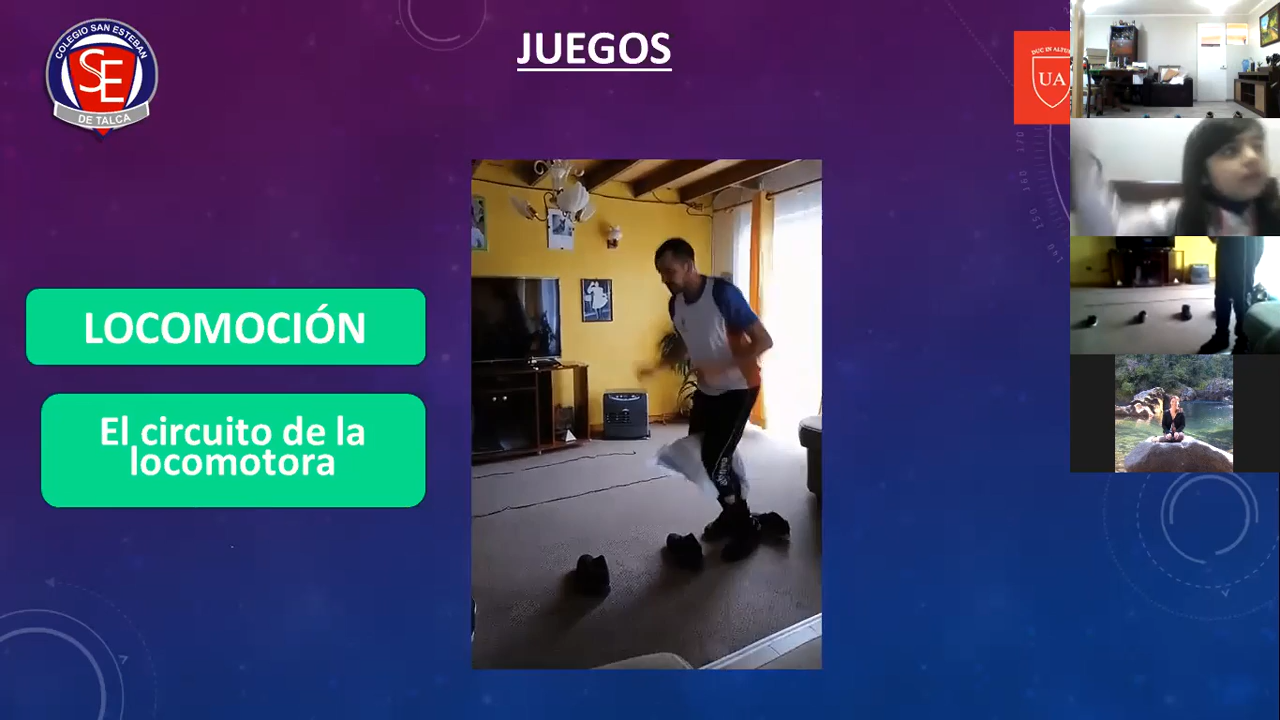 COLEGIO SAN ESTEBAN
SE
DE TALCA
JUEGOS
UA
LOCOMOCIÓN
El circuito de la
locomotora